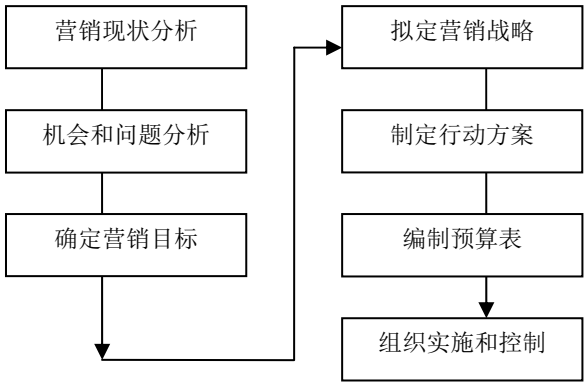 营销现状分析
机会和问题分析
确定营销目标
拟定营销战略
制定行动方案
编制预算表
组织实施和控制